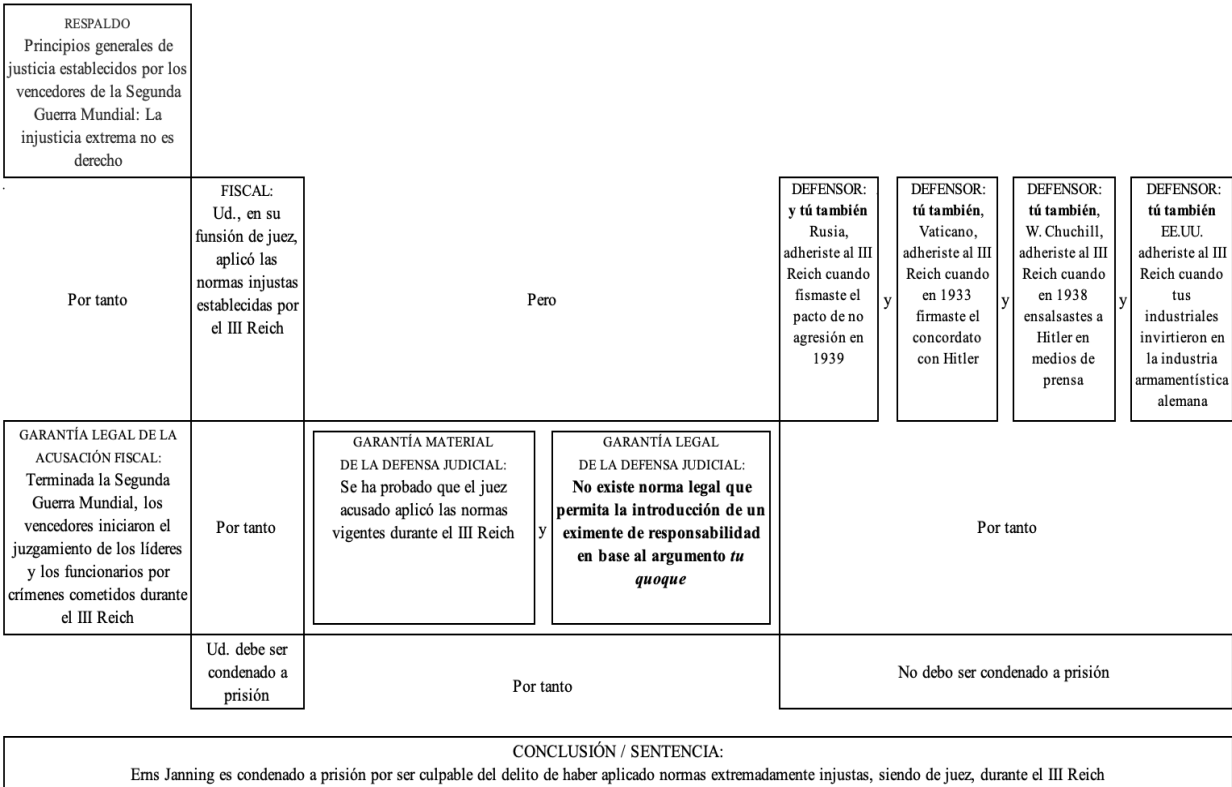 RESPALDO
Principios generales de
justicia establecidos por los
vencedores de la Segunda
Guerra Mundial: La
injusticia extrema no es
derecho
Por tanto
FISCAL:
Ud., en su
funsión de juez,
aplicó las
normas injustas
establecidas por
el III Reich
Pero
DEFENSOR:
y tú también
Rusia,
adheriste al III
Reich cuando
fismaste el
pacto de no
agresión en
1939
y
DEFENSOR:
tú también,
Vaticano,
adheriste al III
Reich cuando
en 1933
firmaste el
concordato
con Hitler
y
DEFENSOR:
tú también,
W. Chuchill,
adheriste al III
Reich cuando
en 1938
ensalsastes a
Hitler en
medios de
prensa
y
DEFENSOR:
tú también
EE.UU.
adheriste al III
Reich cuando
tus
industriales
invirtieron en
la industria
armamentística
alemana
GARANTÍA LEGAL DE LA
ACUSACIÓN FISCAL:
Terminada la Segunda
Guerra Mundial, los
vencedores iniciaron el
juzgamiento de los líderes
y los funcionarios por
crímenes cometidos durante
el III Reich
Por tanto
GARANTÍA MATERIAL
DE LA DEFENSA JUDICIAL:
Se ha probado que el juez
acusado aplicó las normas
vigentes durante el III Reich
y
GARANTÍA LEGAL
DE LA DEFENSA JUDICIAL:
No existe norma legal que
permita la introducción de un
eximente de responsabilidad
en base al argumento tu
quoque
Por tanto
Ud. debe ser
condenado a
prisión
Por tanto
No debo ser condenado a prisión
CONCLUSIÓN / SENTENCIA:
Erns Janning es condenado a prisión por ser culpable del delito de haber aplicado normas extremadamente injustas, siendo de juez, durante el III Reich